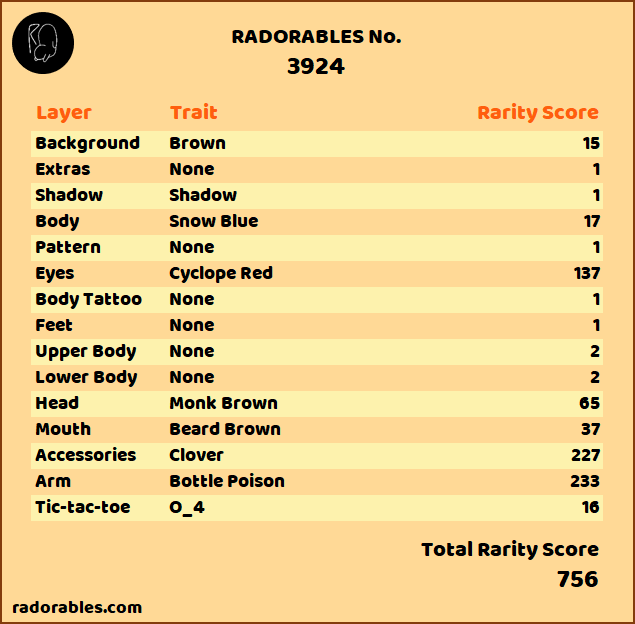 RADORABLES No.
3924
Layer Trait Rarity Score
Background Brown 15
Extras None 1
Shadow Shadow 1
Body Snow Blue 17
Pattern None 1
Eyes Cyclope Red 137
Body Tattoo None 1
Feet None 1
Upper Body None 2
Lower Body None 2
Head Monk Brown 65
Mouth Beard Brown 37
Accessories Clover 227
Arm Bottle Poison 233
Tic-tac-toe O_4 16
Total Rarity Score
756
radorables.com